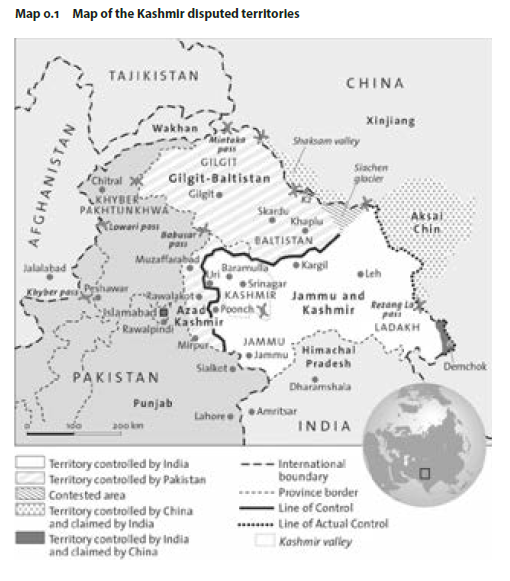 Map 0.1 Map of the Kashmir disputed territories
TAJIKISTAN
CHINA
Xinjiang
Wakhan
Mintaka
pass
Shaksam valley
GILGIT
Siachen
glacier
AFGHANISTAN
Chitral
Gilgit-Baltistan
Gilgit
K2
KHYBER
PAKHTUNKHWA
Skardu
Khaplu
Aksai
Chin
Lowari pass
Babusar
pass
BALTISTAN
Muzaffarabad
Jalalabad
Baramulla
Kargil
Leh
Uri
Srinagar
Khyber pass
Peshawar
Rawalakot
KASHMIR
Jammu and
Kashmir
Rezang La
pass
Islamabad
Azad
Kashmir
Poonch
LADAKH
Rawalpindi
Mirpur
JAMMU
Jammu
Himachal
Pradesh
Sialkot
Demchok
PAKISTAN
Dharamshala
Punjab
Lahore
Amritsar
INDIA
0 100 200 km
Territory controlled by India
Territory controlled by Pakistan
Contested area
Territory controlled by China
and claimed by India
Territory controlled by India
and claimed by China
International
boundary
Province border
Line of Control
Line of Actual Control
Kashmir valley